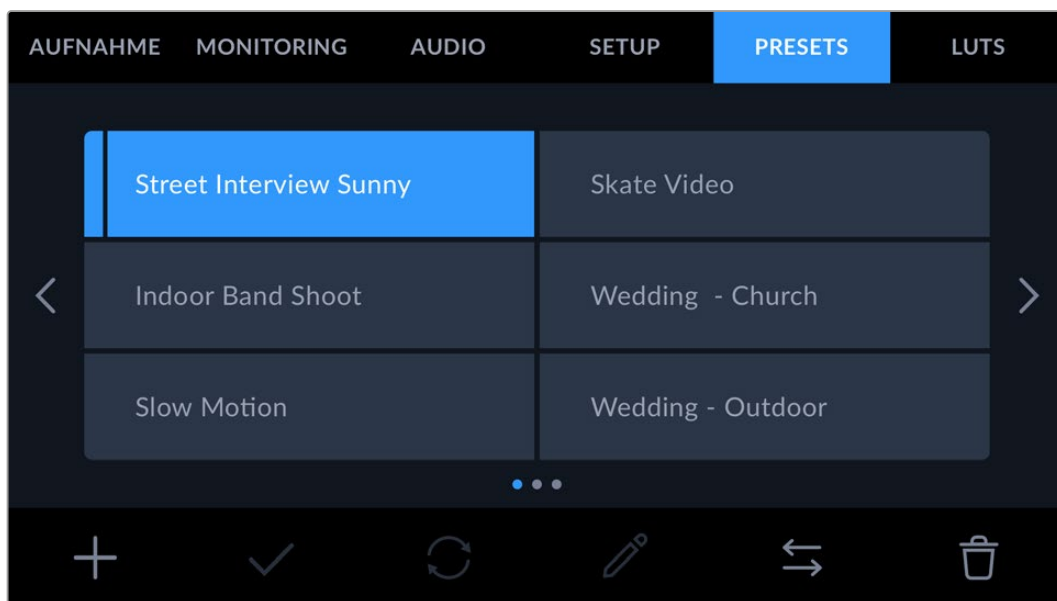 AUFNAHME MONITORING AUDIO SETUP PRESETS LUTS
Street Interview Sunny Skate Video
Indoor Band Shoot Wedding - Church
Slow Motion Wedding - Outdoor